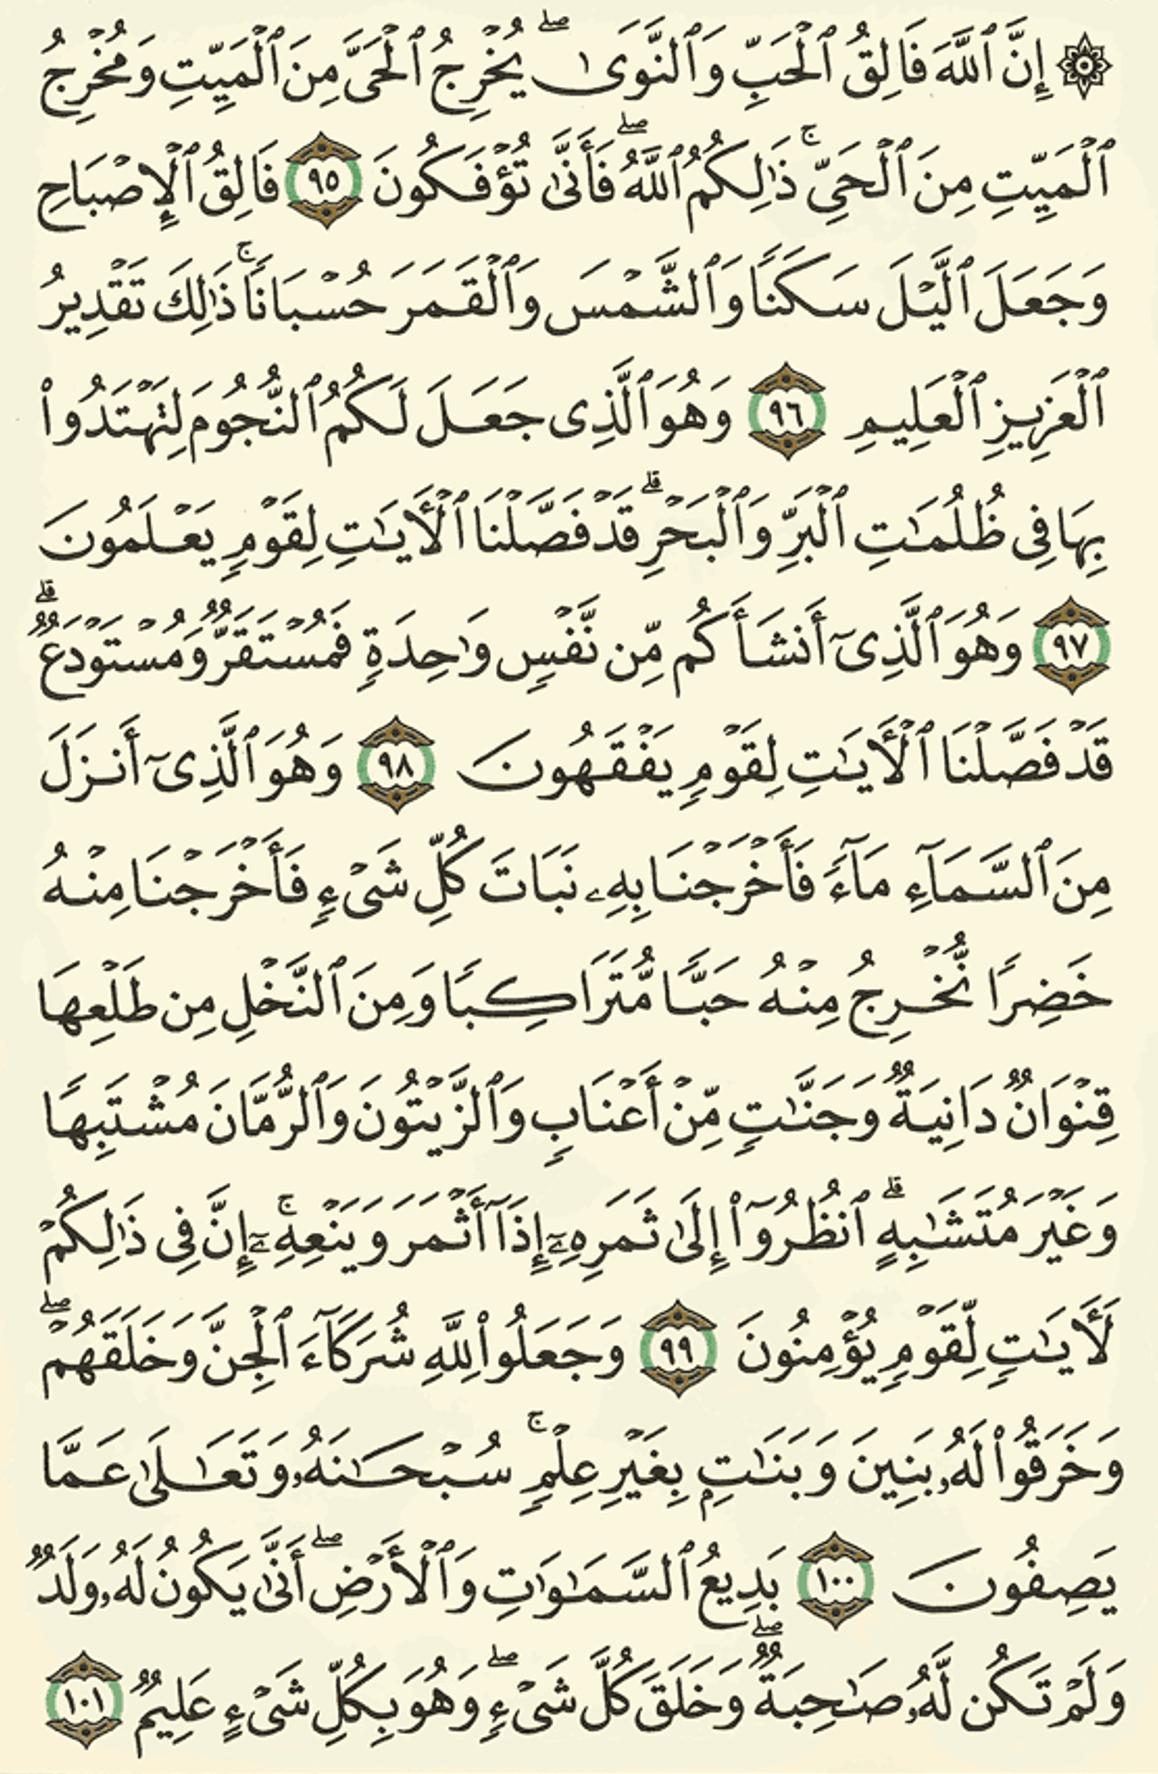 ۞ إِنَّ ٱللَّهَ فَالِقُ ٱلْحَبِّ وَٱلنَّوَىٰ ۖ يُخْرِجُ ٱلْحَىَّ مِنَ ٱلْمَيِّتِ وَمُخْرِجُ
ٱلْمَيِّتِ مِنَ ٱلْحَىِّ ۚ ذَٰلِكُمُ ٱللَّهُ ۖ فَأَنَّىٰ تُؤْفَكُونَ ٩٥ فَالِقُ ٱلْإِصْبَاحِ
وَجَعَلَ ٱلَّيْلَ سَكَنًا وَٱلشَّمْسَ وَٱلْقَمَرَ حُسْبَانًا ۚ ذَٰلِكَ تَقْدِيرُ
ٱلْعَزِيزِ ٱلْعَلِيمِ ٩٦ وَهُوَ ٱلَّذِى جَعَلَ لَكُمُ ٱلنُّجُومَ لِتَهْتَدُوا۟
بِهَا فِى ظُلُمَٰتِ ٱلْبَرِّ وَٱلْبَحْرِ ۗ قَدْ فَصَّلْنَا ٱلْءَايَٰتِ لِقَوْمٍ يَعْلَمُونَ
٩٧ وَهُوَ ٱلَّذِىٓ أَنشَأَكُم مِّن نَّفْسٍ وَٰحِدَةٍ فَمُسْتَقَرٌّ وَمُسْتَوْدَعٌ ۗ
قَدْ فَصَّلْنَا ٱلْءَايَٰتِ لِقَوْمٍ يَفْقَهُونَ ٩٨ وَهُوَ ٱلَّذِىٓ أَنزَلَ
مِنَ ٱلسَّمَآءِ مَآءً فَأَخْرَجْنَا بِهِۦ نَبَاتَ كُلِّ شَىْءٍ فَأَخْرَجْنَا مِنْهُ
خَضِرًا نُّخْرِجُ مِنْهُ حَبًّا مُّتَرَاكِبًا وَمِنَ ٱلنَّخْلِ مِن طَلْعِهَا
قِنْوَانٌ دَانِيَةٌ وَجَنَّٰتٍ مِّنْ أَعْنَابٍ وَٱلزَّيْتُونَ وَٱلرُّمَّانَ مُشْتَبِهًا
وَغَيْرَ مُتَشَٰبِهٍ ۗ ٱنظُرُوٓا۟ إِلَىٰ ثَمَرِهِۦٓ إِذَآ أَثْمَرَ وَيَنْعِهِۦٓ ۚ إِنَّ فِى ذَٰلِكُمْ
لَءَايَٰتٍ لِّقَوْمٍ يُؤْمِنُونَ ٩٩ وَجَعَلُوا۟ لِلَّهِ شُرَكَآءَ ٱلْجِنَّ وَخَلَقَهُمْ ۖ
وَخَرَقُوا۟ لَهُۥ بَنِينَ وَبَنَٰتٍۭ بِغَيْرِ عِلْمٍ ۚ سُبْحَٰنَهُۥ وَتَعَٰلَىٰ عَمَّا
يَصِفُونَ ١٠٠ بَدِيعُ ٱلسَّمَٰوَٰتِ وَٱلْأَرْضِ ۖ أَنَّىٰ يَكُونُ لَهُۥ وَلَدٌ
وَلَمْ تَكُن لَّهُۥ صَٰحِبَةٌ ۖ وَخَلَقَ كُلَّ شَىْءٍ ۖ وَهُوَ بِكُلِّ شَىْءٍ عَلِيمٌ ١٠١